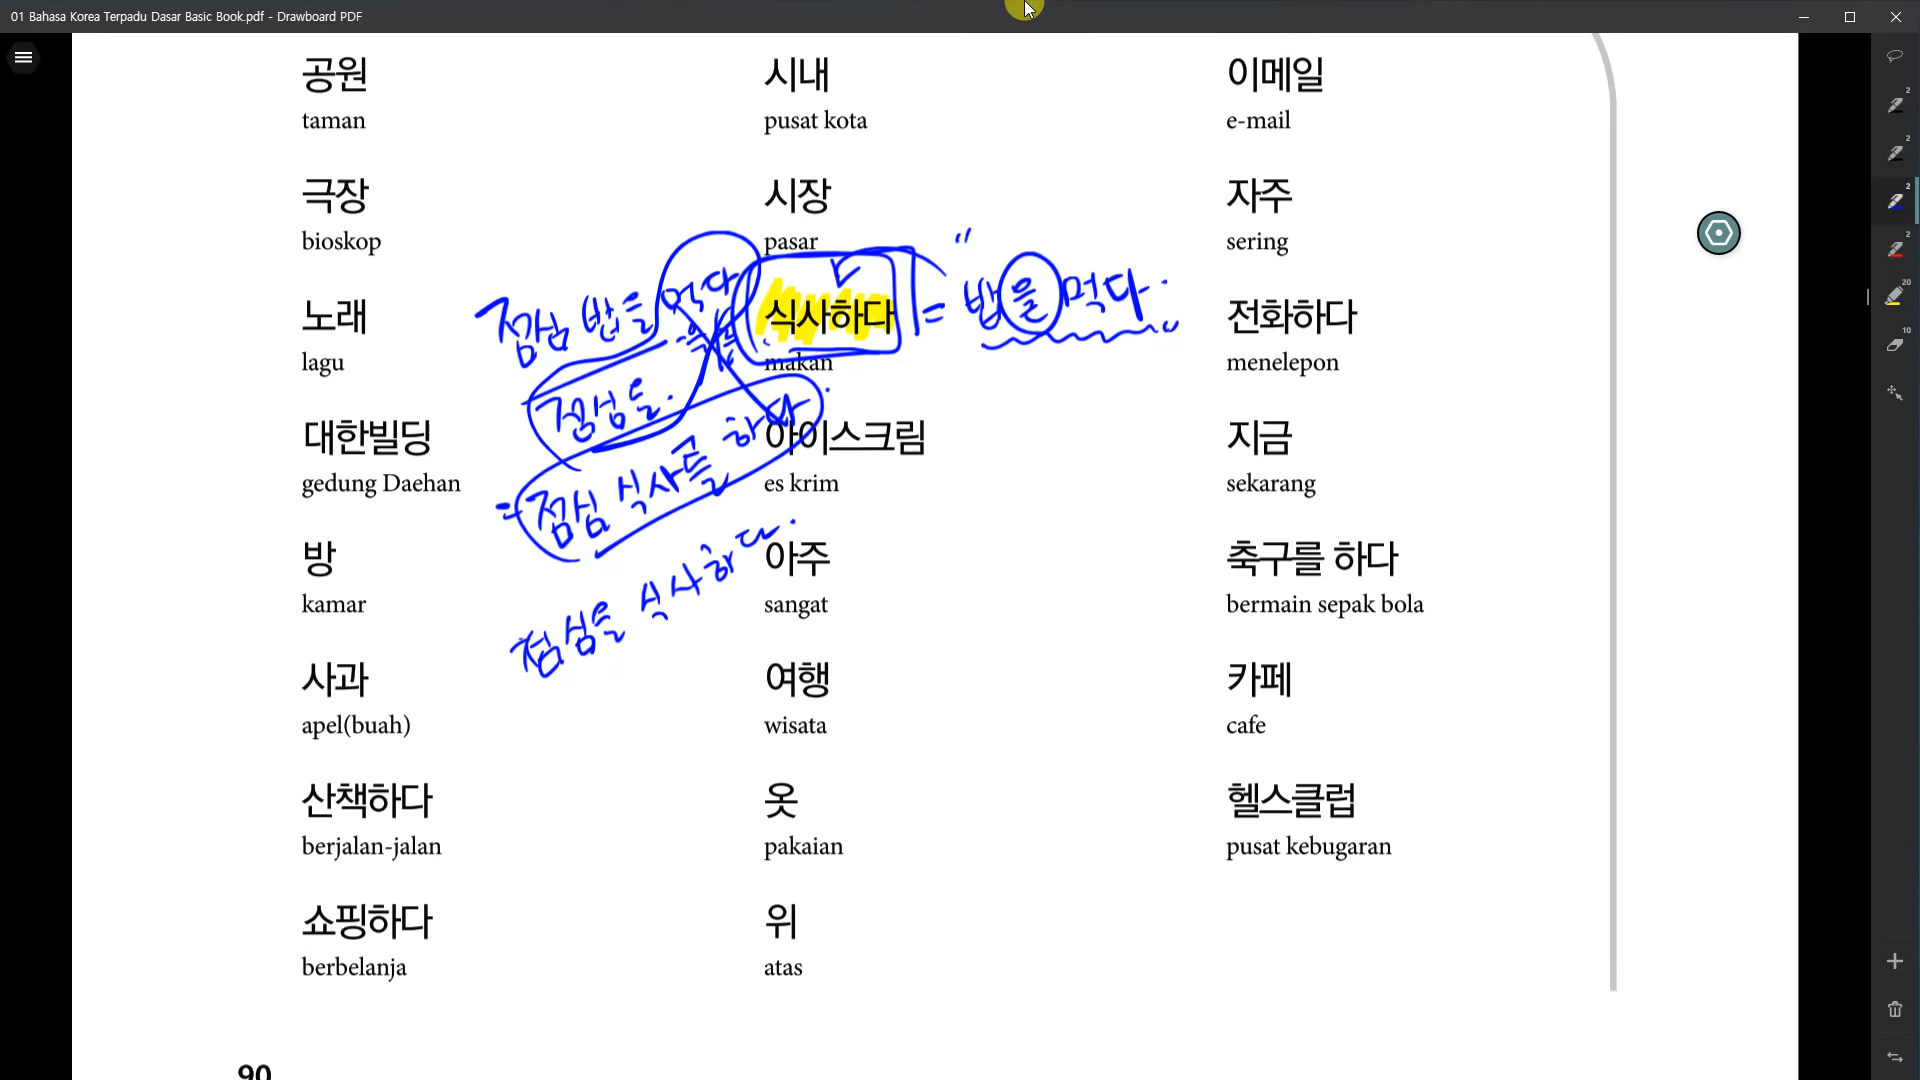 01 Bahasa Korea Terpadu Dasar Basic Book.pdf - Drawboard PDF
공원
taman
극장
bioskop
노래
lagu
대한빌딩
gedung Daehan
방
kamar
사과
apel(buah)
산책하다
berjalan-jalan
쇼핑하다
berbelanja
시내
pusat kota
시장
pasar
식사하다 = "밥을 먹다."
makan
아이스크림
es krim
아주
sangat
여행
wisata
옷
pakaian
위
atas
이메일
e-mail
자주
sering
전화하다
menelepon
지금
sekarang
축구를 하다
bermain sepak bola
카페
cafe
헬스클럽
pusat kebugaran
점심 밥을 먹다
점심을.
= 점심 식사를 하다.
점심을 식사하다.
90
2
2
2
2
20
10